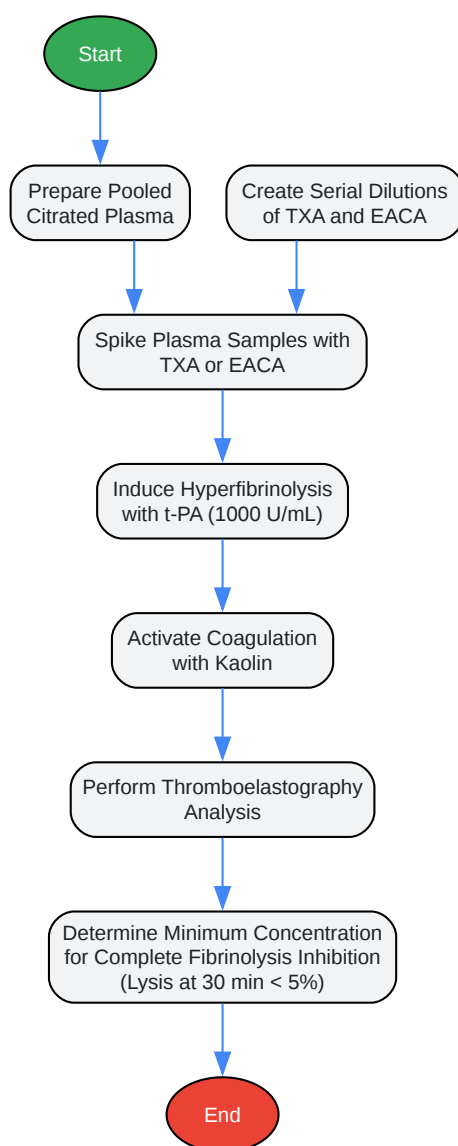 Start
Prepare Pooled
Citrated Plasma
Create Serial Dilutions
of TXA and EACA
Spike Plasma Samples with
TXA or EACA
Induce Hyperfibrinolysis
with t-PA (1000 U/mL)
Activate Coagulation
with Kaolin
Perform Thromboelastography
Analysis
Determine Minimum Concentration
for Complete Fibrinolysis Inhibition
(Lysis at 30 min < 5%)
End